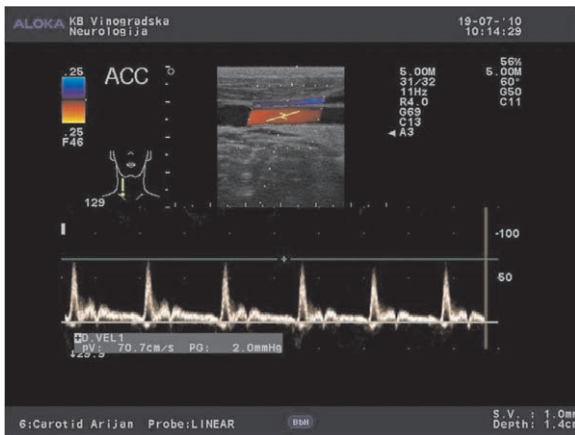 ALOKA KB Vinogradska
Neurologija
19-07-'10
10:14:29
.25
.25
F46
ACC
129
5.00M
31/32
11Hz
R4.0
G69
C13
A3
56%
5.00M
60°
G50
C11
-100
50
D.VEL1
pV: 70.7cm/s PG: 2.0mmHg
6:Carotid Arijan Probe:LINEAR
BbH
S.V. : 1.0mm
Depth: 1.4cm